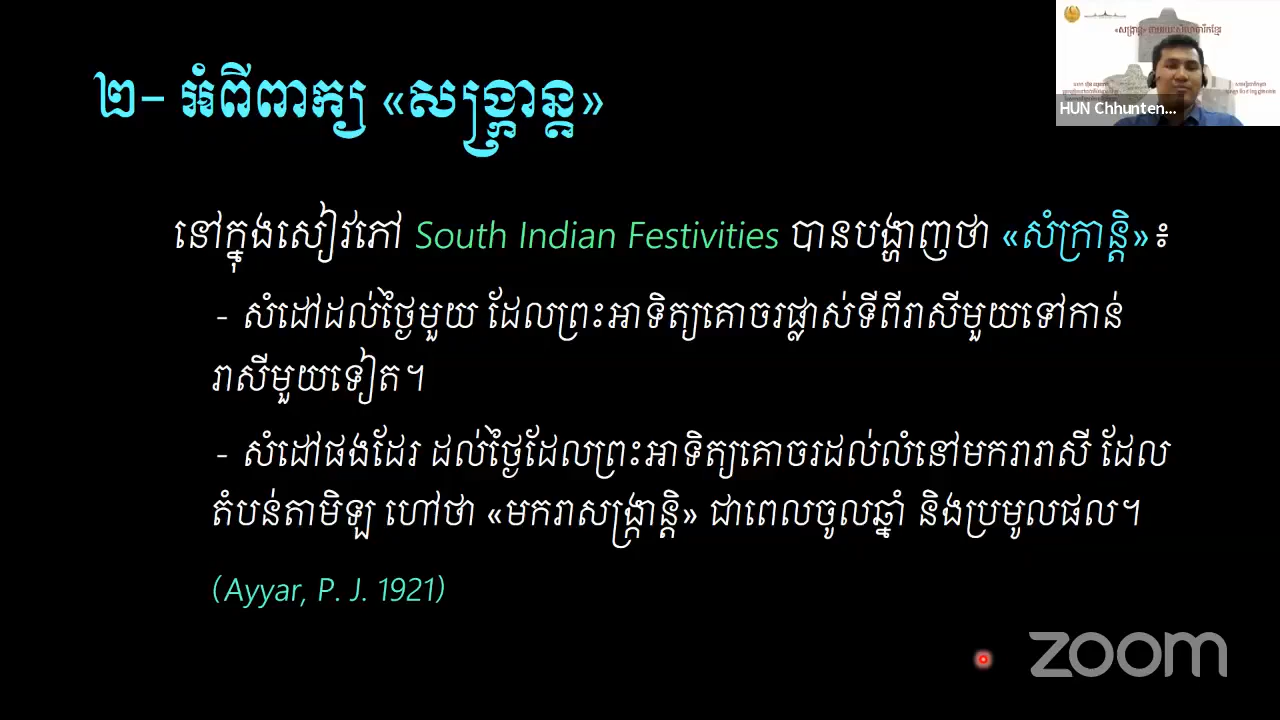 ២- អំពីពាក្យ «សង្ក្រាន្ត»
HUN Chhunten...
នៅក្នុងសៀវភៅ South Indian Festivities បានបង្ហាញថា «សំក្រាន្តិ»៖
- សំដៅដល់ថ្ងៃមួយ ដែលព្រះអាទិត្យគោចរផ្លាស់ទីពីរាសីមួយទៅកាន់
រាសីមួយទៀត។
- សំដៅផងដែរ ដល់ថ្ងៃដែលព្រះអាទិត្យគោចរដល់លំនៅមករារាសី ដែល
តំបន់តាមិឡ ហៅថា «មករាសង្ក្រាន្តិ» ជាពេលចូលឆ្នាំ និងប្រមូលផល។
(Ayyar, P. J. 1921)
zoom